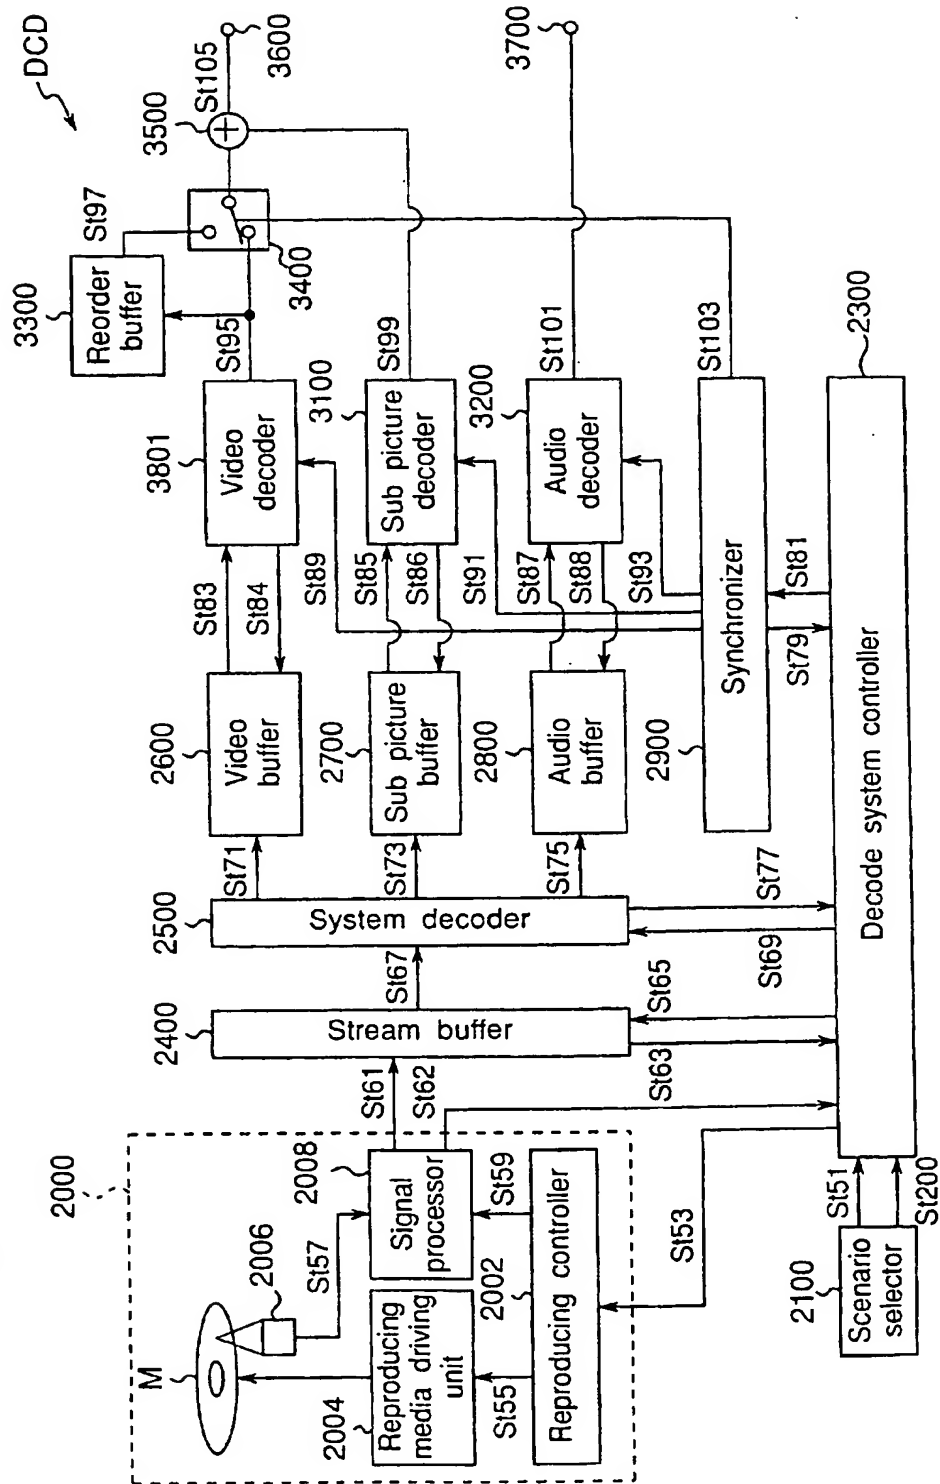 DCD
2000
M
2006
St57
2004
Reproducing
media driving
unit
2008
Signal
processor
St55
2002
St59
Reproducing controller
St61
St62
St53
2100
Scenario
selector
St51
St200
2400
Stream buffer
St63
St65
St67
2500
System decoder
St69
St77
St71
St73
St75
2600
Video
buffer
2700
Sub picture
buffer
2800
Audio
buffer
2900
Synchronizer
St79
St81
2300
Decode system controller
St83
St84
St89
St85
St86
St91
St87
St88
St93
3801
Video
decoder
3100
Sub picture
decoder
3200
Audio
decoder
St95
St99
St101
St103
3300
Reorder
buffer
St97
3400
3500
St105
3600
3700